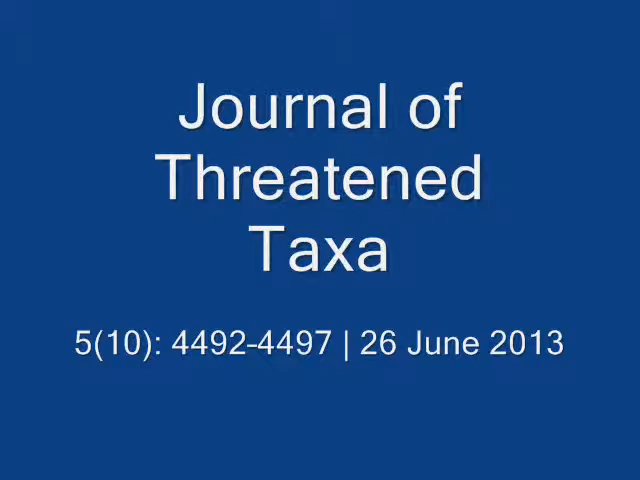 Journal of
Threatened
Taxa
5(10): 4492–4497 | 26 June 2013